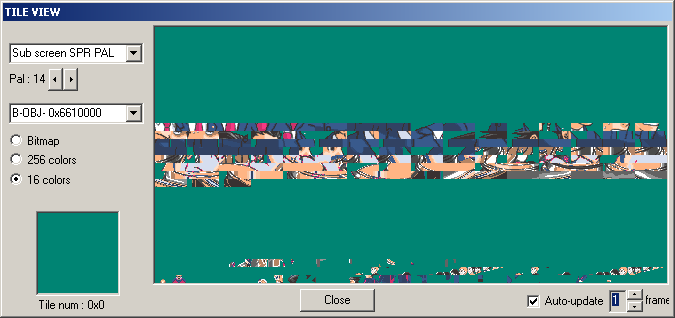 TILE VIEW
Sub screen SPR PAL
Pal : 14
B-OBJ- 0x6610000
Bitmap
256 colors
16 colors
Tile num : 0x0
Close
Auto-update
1
frame